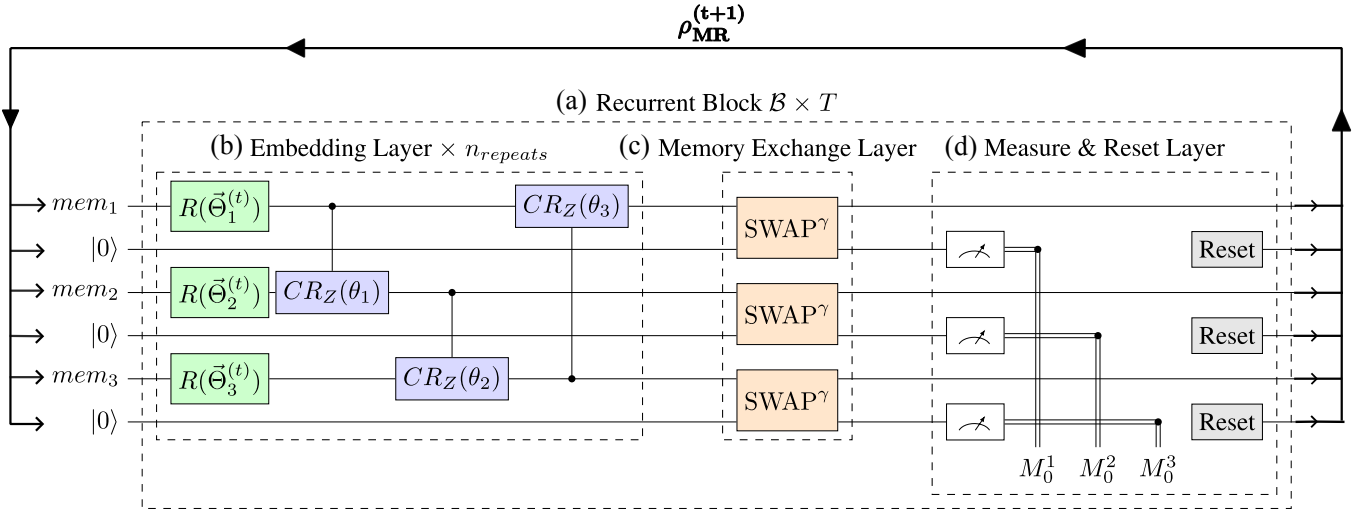 ρ_MR^(t+1)
(a) Recurrent Block ℬ × T
(b) Embedding Layer × n_repeats
(c) Memory Exchange Layer
(d) Measure & Reset Layer
mem₁ R(Θ⃗₁^(t)) CR_Z(θ₃)
SWAP^γ
|0⟩ Reset
mem₂ R(Θ⃗₂^(t)) CR_Z(θ₁)
SWAP^γ
|0⟩ Reset
mem₃ R(Θ⃗₃^(t)) CR_Z(θ₂)
SWAP^γ
|0⟩ Reset
M₀¹ M₀² M₀³